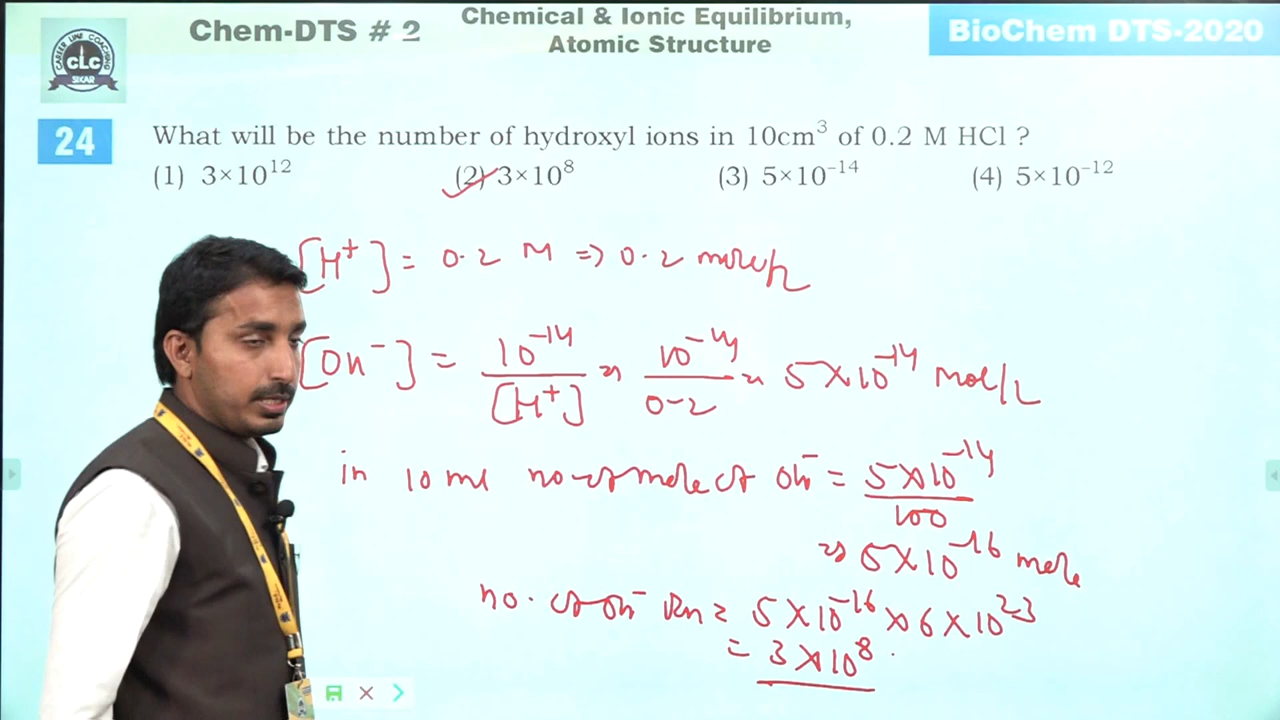 Chem-DTS # 2
Chemical & Ionic Equilibrium,
Atomic Structure
BioChem DTS-2020
CAREER LINE COACHING
CLC
SIKAR
24
What will be the number of hydroxyl ions in 10cm³ of 0.2 M HCl ?
(1) 3×10¹² (2) 3×10⁸ (3) 5×10⁻¹⁴ (4) 5×10⁻¹²
[H⁺] = 0.2 M ⇒ 0.2 mole/L
[OH⁻] = 10⁻¹⁴/[H⁺] = 10⁻¹⁴/0.2 = 5×10⁻¹⁴ mol/L
in 10 ml no of mole of OH⁻ = 5×10⁻¹⁴/100
⇒ 5×10⁻¹⁶ mole
no. of OH⁻ ion = 5×10⁻¹⁶ × 6×10²³
= 3×10⁸